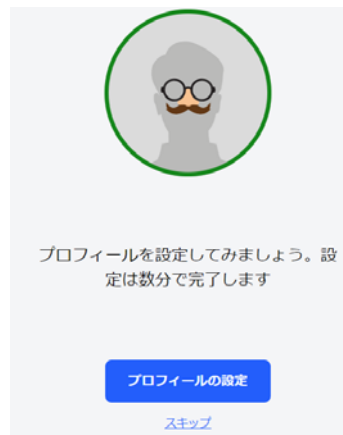 プロフィールを設定してみましょう。設
定は数分で完了します
プロフィールの設定
スキップ